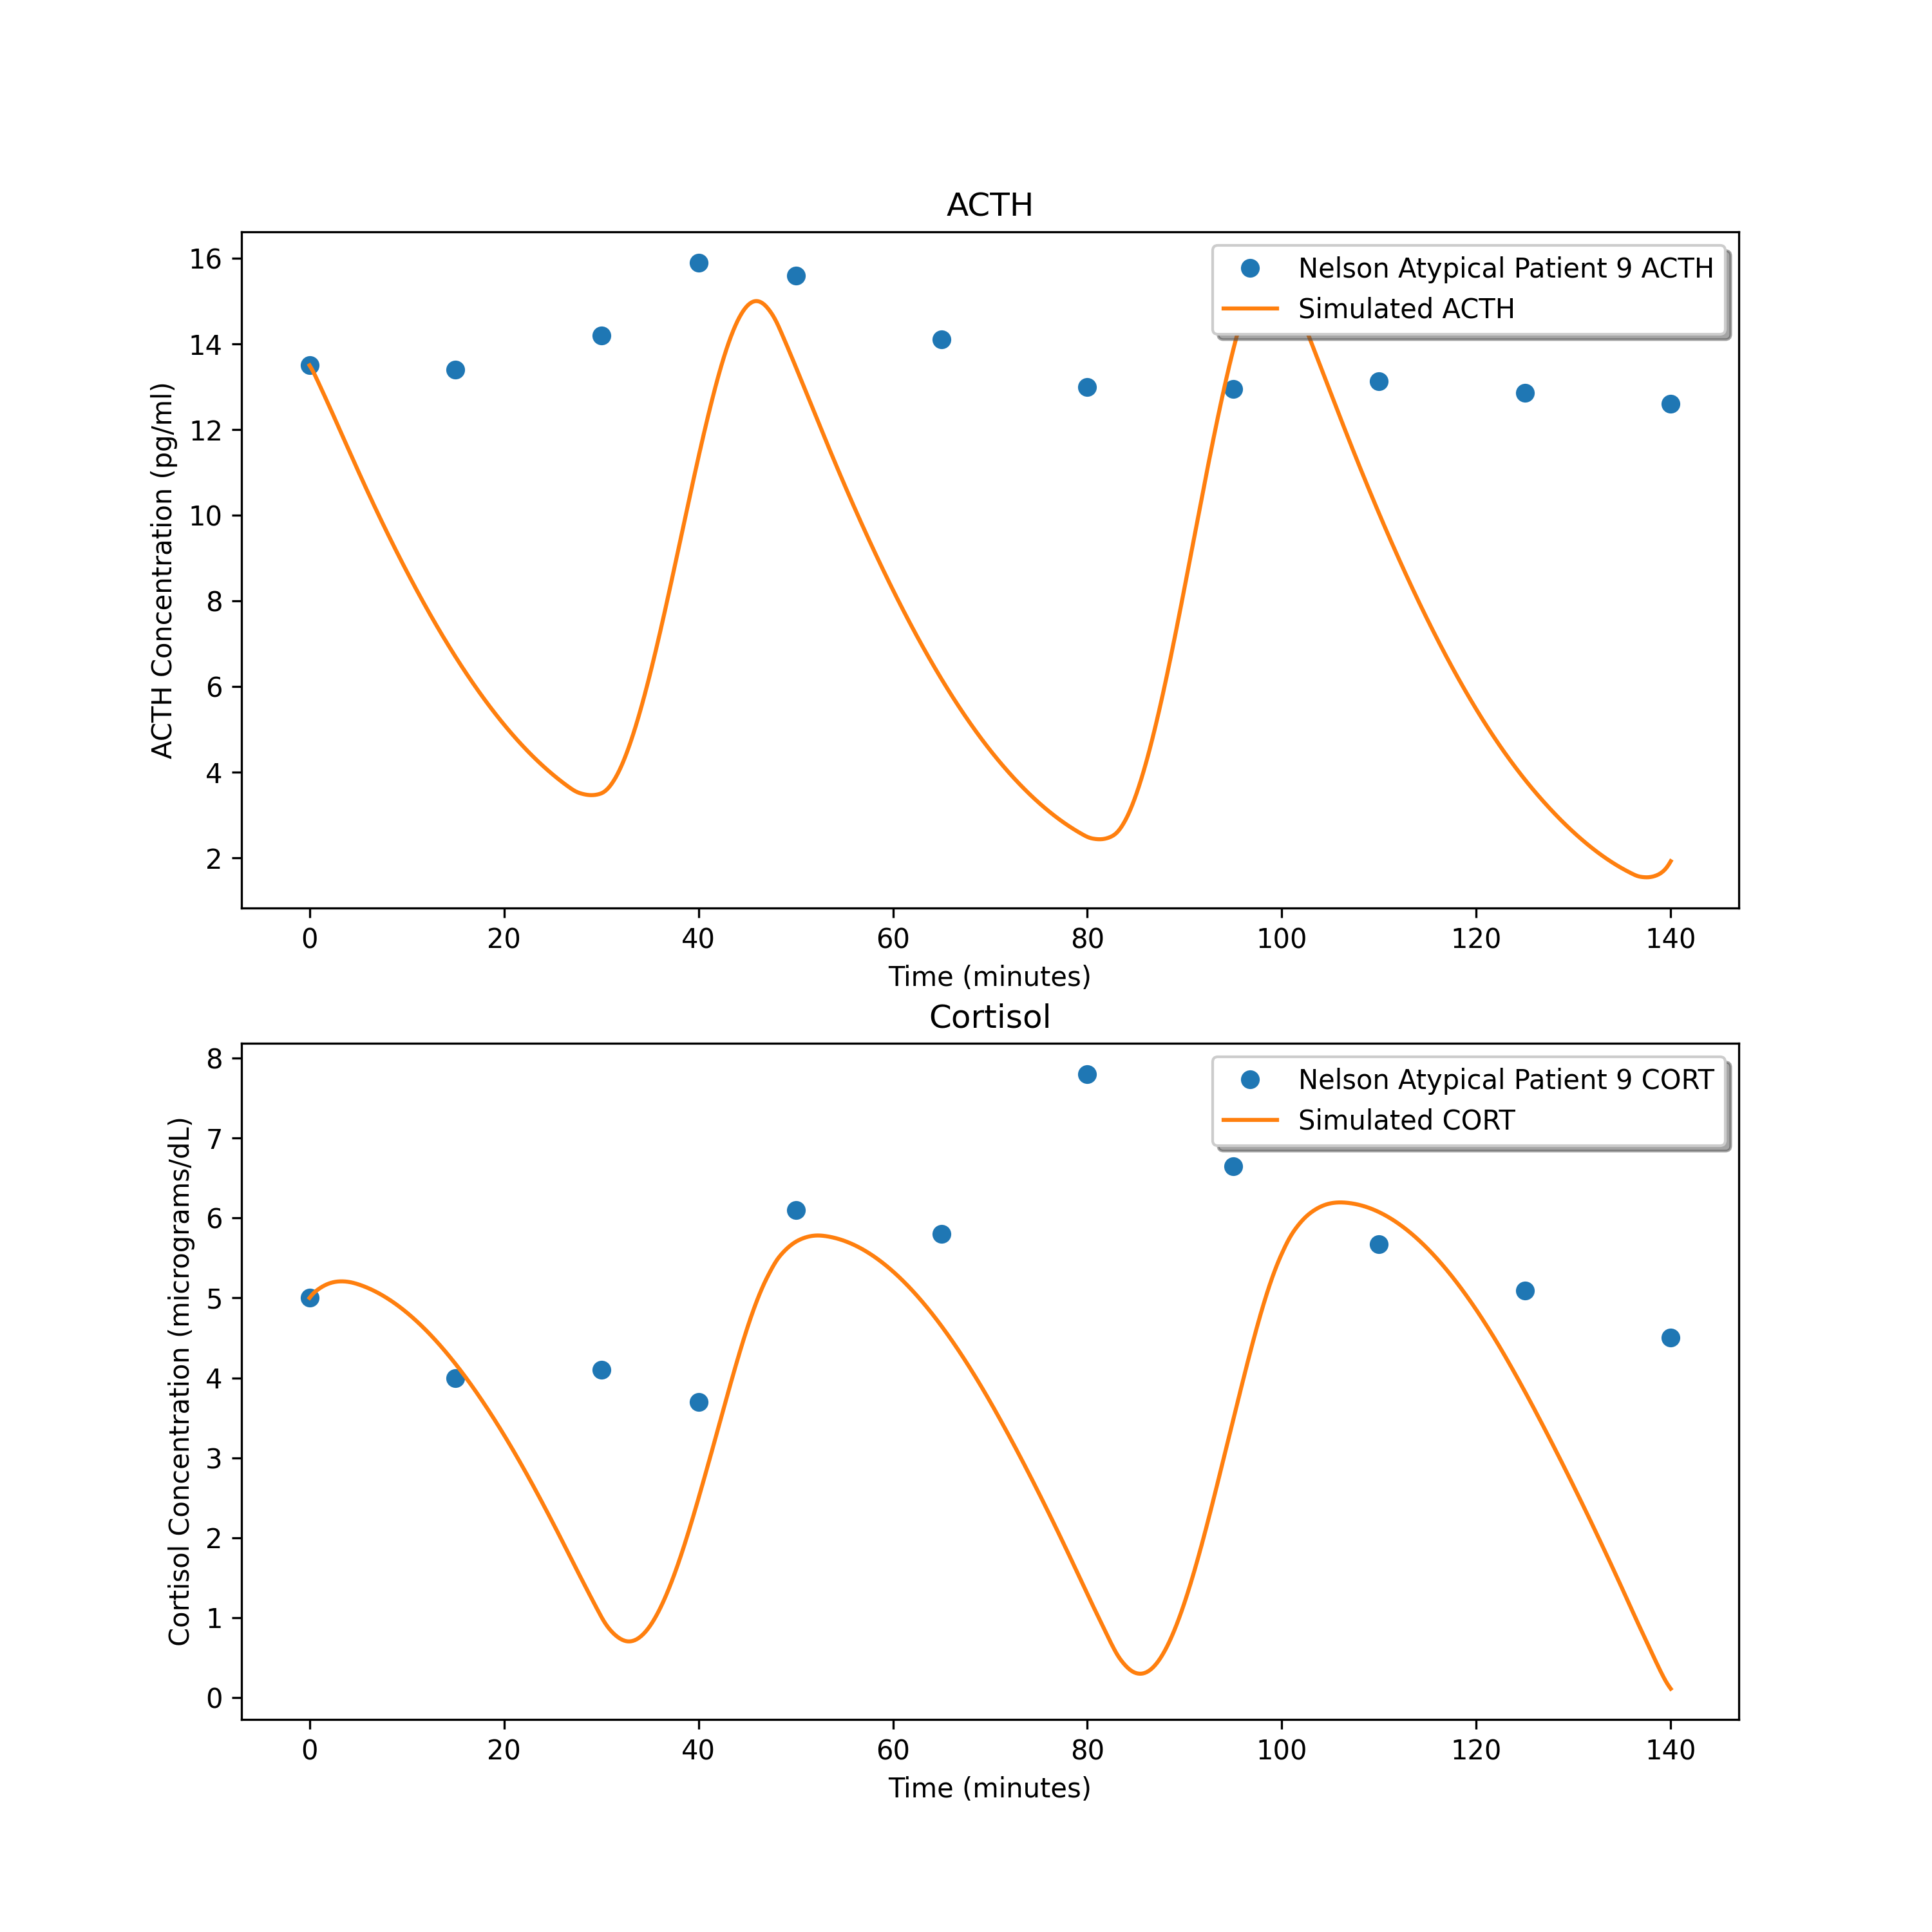 ACTH
16
14
12
10
8
6
4
2
ACTH Concentration (pg/ml)
Nelson Atypical Patient 9 ACTH
Simulated ACTH
0 20 40 60 80 100 120 140
Time (minutes)
Cortisol
8
7
6
5
4
3
2
1
0
Cortisol Concentration (micrograms/dL)
Nelson Atypical Patient 9 CORT
Simulated CORT
0 20 40 60 80 100 120 140
Time (minutes)